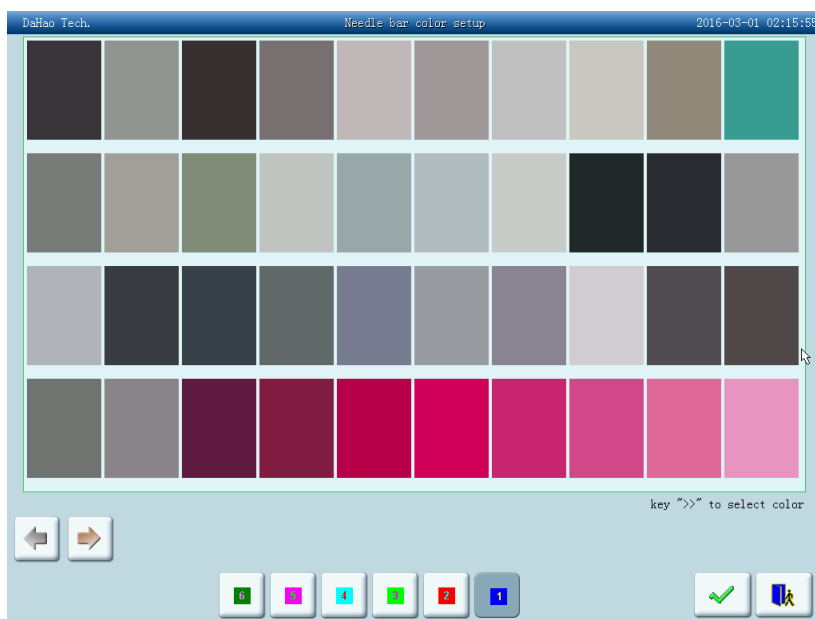 DaHao Tech. Needle bar color setup 2016-03-01 02:15:55
key ">>" to select color
6 5 4 3 2 1